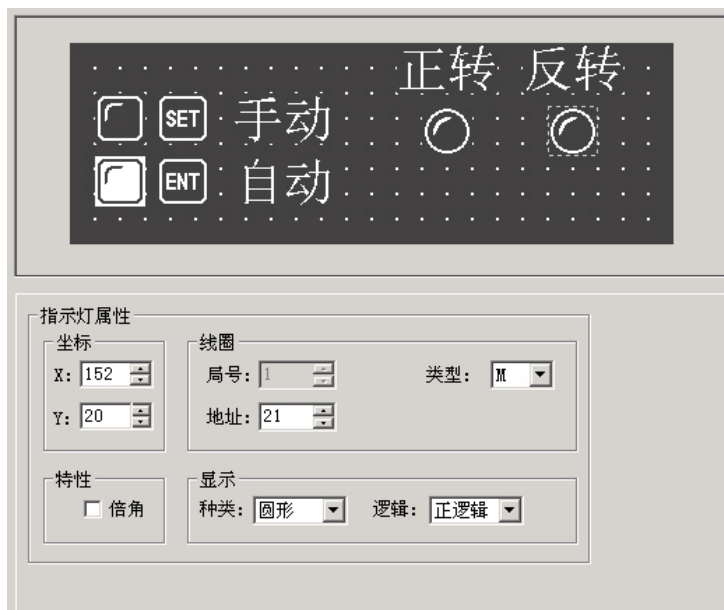 正转 反转
SET 手动
ENT 自动
指示灯属性
坐标 线圈
X: 152 局号: 1 类型: M
Y: 20 地址: 21
特性 显示
倍角 种类: 圆形 逻辑: 正逻辑